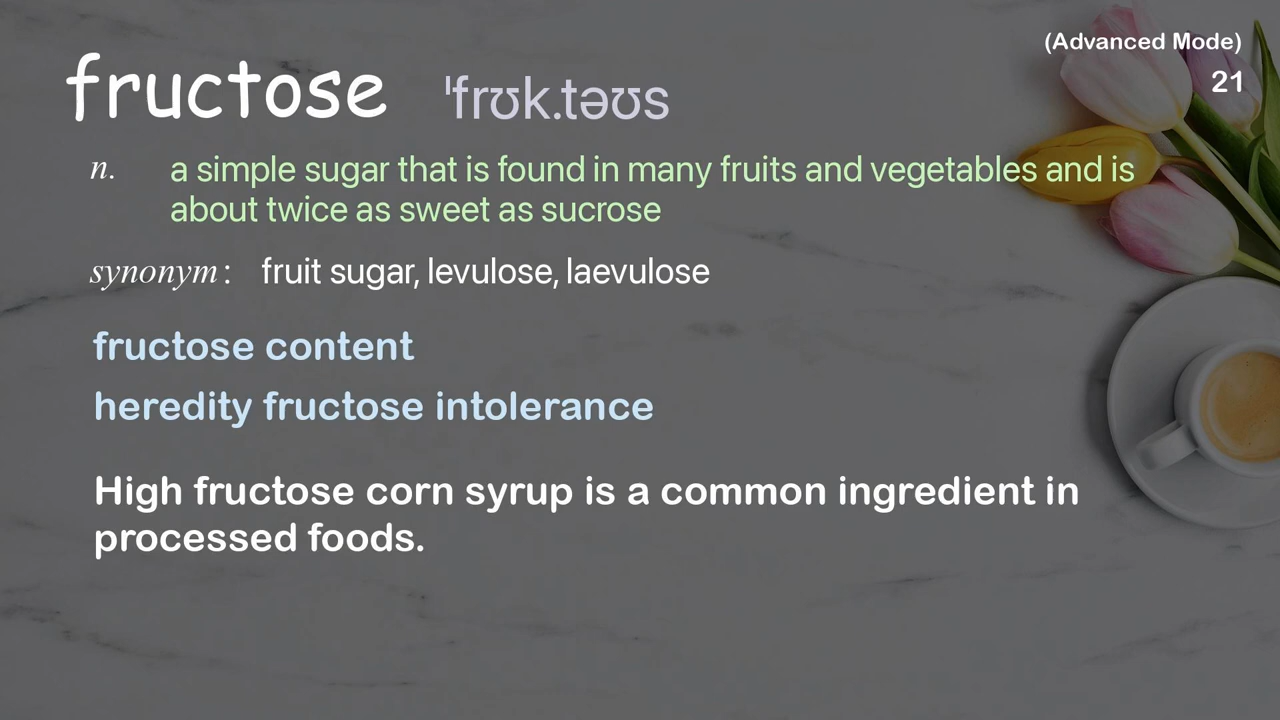 (Advanced Mode)
21
fructose ˈfrʊk.təʊs
n. a simple sugar that is found in many fruits and vegetables and is
about twice as sweet as sucrose
synonym: fruit sugar, levulose, laevulose
fructose content
heredity fructose intolerance
High fructose corn syrup is a common ingredient in
processed foods.